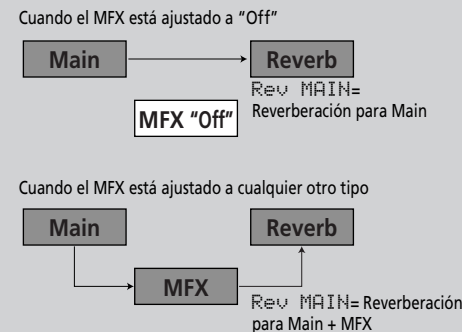 Cuando el MFX está ajustado a “Off”
Main
Reverb
Rev MAIN=
Reverberación para Main
MFX “Off”
Cuando el MFX está ajustado a cualquier otro tipo
Main
Reverb
MFX
Rev MAIN= Reverberación
para Main + MFX